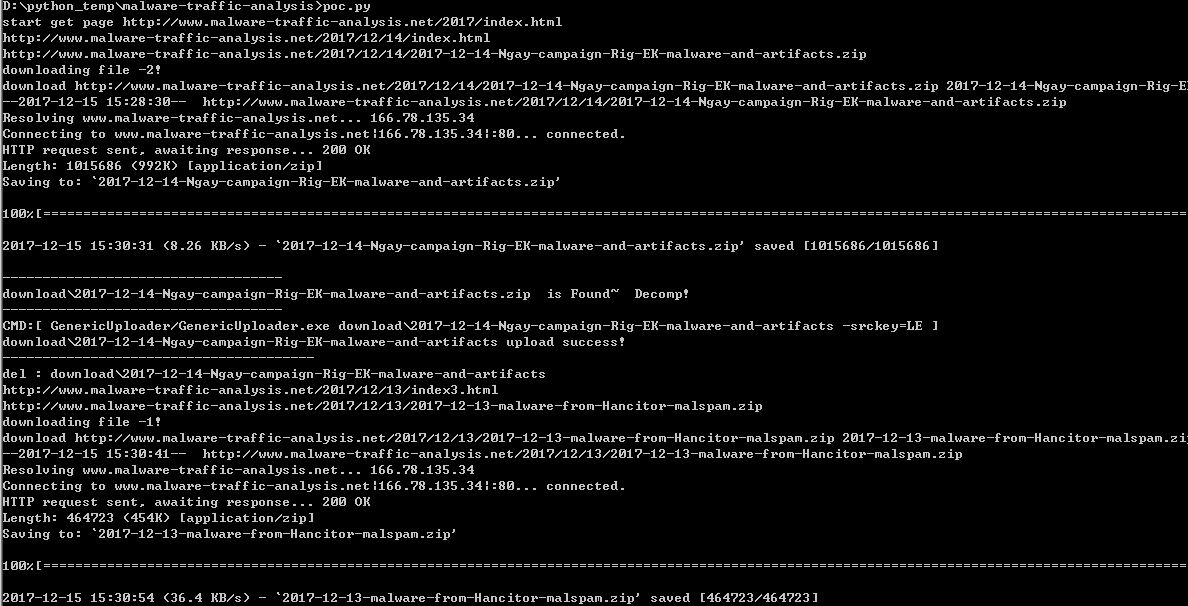 D:\python_temp\malware-traffic-analysis>poc.py
start get page http://www.malware-traffic-analysis.net/2017/index.html
http://www.malware-traffic-analysis.net/2017/12/14/index.html
http://www.malware-traffic-analysis.net/2017/12/14/2017-12-14-Ngay-campaign-Rig-EK-malware-and-artifacts.zip
downloading file -2!
download http://www.malware-traffic-analysis.net/2017/12/14/2017-12-14-Ngay-campaign-Rig-EK-malware-and-artifacts.zip 2017-12-14-Ngay-campaign-Rig-E
--2017-12-15 15:28:30--  http://www.malware-traffic-analysis.net/2017/12/14/2017-12-14-Ngay-campaign-Rig-EK-malware-and-artifacts.zip
Resolving www.malware-traffic-analysis.net... 166.78.135.34
Connecting to www.malware-traffic-analysis.net|166.78.135.34|:80... connected.
HTTP request sent, awaiting response... 200 OK
Length: 1015686 (992K) [application/zip]
Saving to: `2017-12-14-Ngay-campaign-Rig-EK-malware-and-artifacts.zip'
100%[===============================================================================================================================================
2017-12-15 15:30:31 (8.26 KB/s) - `2017-12-14-Ngay-campaign-Rig-EK-malware-and-artifacts.zip' saved [1015686/1015686]
-----------------------------------
download\2017-12-14-Ngay-campaign-Rig-EK-malware-and-artifacts.zip  is Found~  Decomp!
-----------------------------------
CMD:[ GenericUploader/GenericUploader.exe download\2017-12-14-Ngay-campaign-Rig-EK-malware-and-artifacts -srckey=LE ]
download\2017-12-14-Ngay-campaign-Rig-EK-malware-and-artifacts upload success!
---------------------------------------
del : download\2017-12-14-Ngay-campaign-Rig-EK-malware-and-artifacts
http://www.malware-traffic-analysis.net/2017/12/13/index3.html
http://www.malware-traffic-analysis.net/2017/12/13/2017-12-13-malware-from-Hancitor-malspam.zip
downloading file -1!
download http://www.malware-traffic-analysis.net/2017/12/13/2017-12-13-malware-from-Hancitor-malspam.zip 2017-12-13-malware-from-Hancitor-malspam.zi
--2017-12-15 15:30:41--  http://www.malware-traffic-analysis.net/2017/12/13/2017-12-13-malware-from-Hancitor-malspam.zip
Resolving www.malware-traffic-analysis.net... 166.78.135.34
Connecting to www.malware-traffic-analysis.net|166.78.135.34|:80... connected.
HTTP request sent, awaiting response... 200 OK
Length: 464723 (454K) [application/zip]
Saving to: `2017-12-13-malware-from-Hancitor-malspam.zip'
100%[===============================================================================================================================================
2017-12-15 15:30:54 (36.4 KB/s) - `2017-12-13-malware-from-Hancitor-malspam.zip' saved [464723/464723]